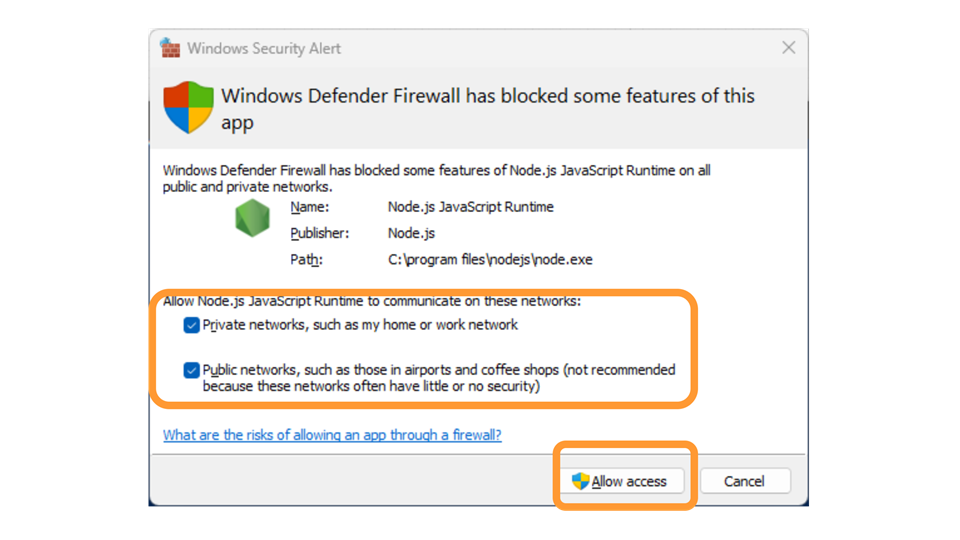 Windows Security Alert
Windows Defender Firewall has blocked some features of this
app
Windows Defender Firewall has blocked some features of Node.js JavaScript Runtime on all
public and private networks.
Name: Node.js JavaScript Runtime
Publisher: Node.js
Path: C:\program files\nodejs\node.exe
Allow Node.js JavaScript Runtime to communicate on these networks:
Private networks, such as my home or work network
Public networks, such as those in airports and coffee shops (not recommended
because these networks often have little or no security)
What are the risks of allowing an app through a firewall?
Allow access Cancel